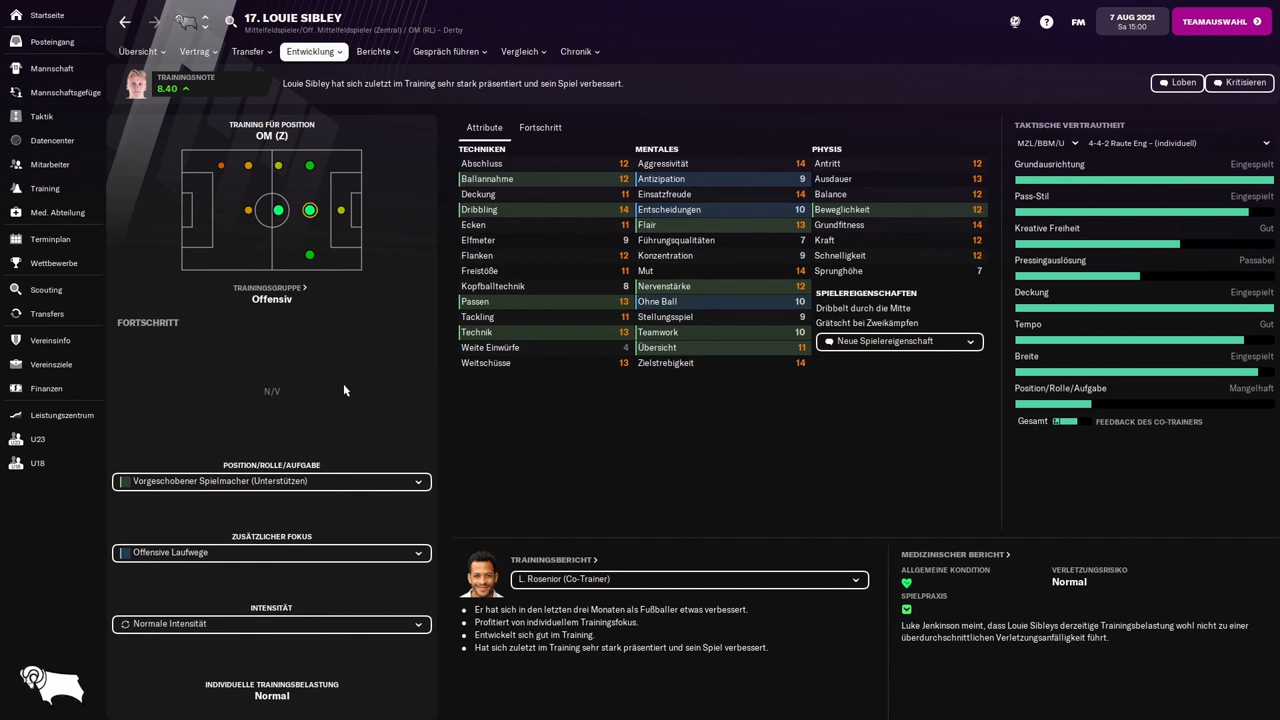 Startseite
Posteingang
Mannschaft
Mannschaftsgefüge
Taktik
Datencenter
Mitarbeiter
Training
Med. Abteilung
Terminplan
Wettbewerbe
Scouting
Transfers
Vereinsinfo
Vereinsziele
Finanzen
Leistungszentrum
U23
U18
17. LOUIE SIBLEY
Mittelfeldspieler/Off. Mittelfeldspieler (Zentral) / OM (RL) – Derby
FM
7 AUG 2021
Sa 15:00
TEAMAUSWAHL
Übersicht
Vertrag
Transfer
Entwicklung
Berichte
Gespräch führen
Vergleich
Chronik
TRAININGSNOTE
8.40
Louie Sibley hat sich zuletzt im Training sehr stark präsentiert und sein Spiel verbessert.
Loben
Kritisieren
TRAINING FÜR POSITION
OM (Z)
TRAININGSGRUPPE
Offensiv
FORTSCHRITT
N/V
POSITION/ROLLE/AUFGABE
Vorgeschobener Spielmacher (Unterstützen)
ZUSÄTZLICHER FOKUS
Offensive Laufwege
INTENSITÄT
Normale Intensität
INDIVIDUELLE TRAININGSBELASTUNG
Normal
Attribute
Fortschritt
TECHNIKEN
Abschluss 12
Ballannahme 12
Deckung 11
Dribbling 14
Ecken 11
Elfmeter 9
Flanken 12
Freistöße 11
Kopfballtechnik 8
Passen 13
Tackling 11
Technik 13
Weite Einwürfe 4
Weitschüsse 13
MENTALES
Aggressivität 14
Antizipation 9
Einsatzfreude 14
Entscheidungen 10
Flair 13
Führungsqualitäten 7
Konzentration 9
Mut 14
Nervenstärke 12
Ohne Ball 10
Stellungsspiel 9
Teamwork 10
Übersicht 11
Zielstrebigkeit 14
PHYSIS
Antritt 12
Ausdauer 13
Balance 12
Beweglichkeit 12
Grundfitness 14
Kraft 12
Schnelligkeit 12
Sprunghöhe 7
SPIELEREIGENSCHAFTEN
Dribbelt durch die Mitte
Grätscht bei Zweikämpfen
Neue Spielereigenschaft
TAKTISCHE VERTRAUTHEIT
MZL/BBM/U
4-4-2 Raute Eng – (individuell)
Grundausrichtung Eingespielt
Pass-Stil Eingespielt
Kreative Freiheit Gut
Pressingauslösung Passabel
Deckung Eingespielt
Tempo Gut
Breite Eingespielt
Position/Rolle/Aufgabe Mangelhaft
Gesamt
FEEDBACK DES CO-TRAINERS
TRAININGSBERICHT
L. Rosenior (Co-Trainer)
Er hat sich in den letzten drei Monaten als Fußballer etwas verbessert.
Profitiert von individuellem Trainingsfokus.
Entwickelt sich gut im Training.
Hat sich zuletzt im Training sehr stark präsentiert und sein Spiel verbessert.
MEDIZINISCHER BERICHT
ALLGEMEINE KONDITION
VERLETZUNGSRISIKO
Normal
SPIELPRAXIS
Luke Jenkinson meint, dass Louie Sibleys derzeitige Trainingsbelastung wohl nicht zu einer
überdurchschnittlichen Verletzungsanfälligkeit führt.